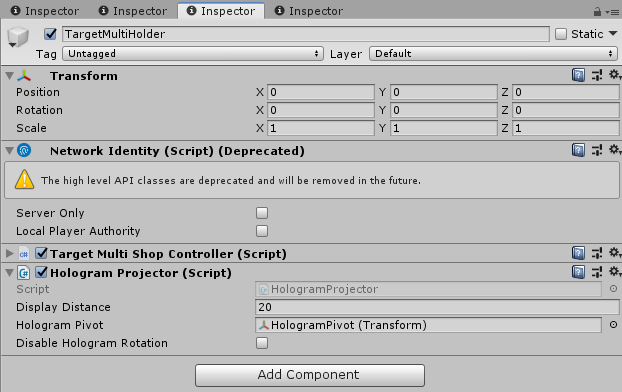 Inspector Inspector Inspector Inspector
TargetMultiHolder Static
Tag Untagged Layer Default
Transform
Position X 0 Y 0 Z 0
Rotation X 0 Y 0 Z 0
Scale X 1 Y 1 Z 1
Network Identity (Script) (Deprecated)
The high level API classes are deprecated and will be removed in the future.
Server Only
Local Player Authority
Target Multi Shop Controller (Script)
Hologram Projector (Script)
Script HologramProjector
Display Distance 20
Hologram Pivot HologramPivot (Transform)
Disable Hologram Rotation
Add Component